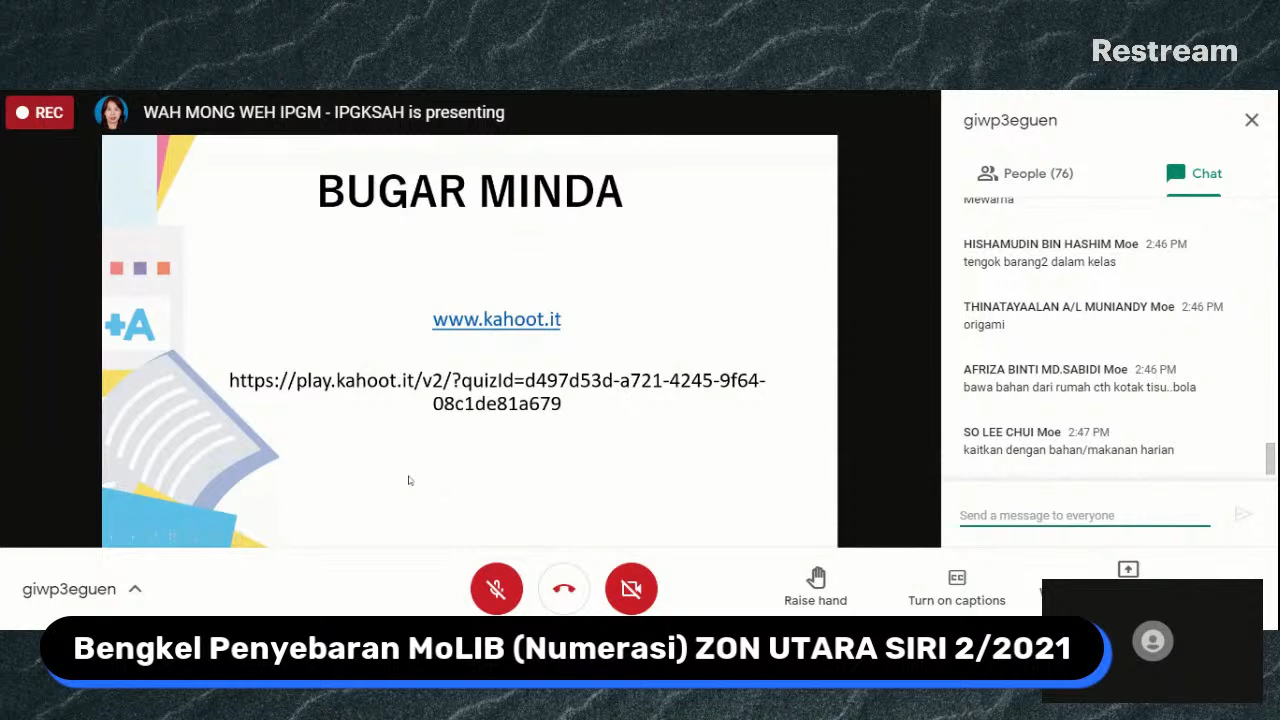 Restream
REC
WAH MONG WEH IPGM - IPGKSAH is presenting
BUGAR MINDA
www.kahoot.it
https://play.kahoot.it/v2/?quizId=d497d53d-a721-4245-9f64-
08c1de81a679
+A
giwp3eguen
People (76)
Chat
Mewarna
HISHAMUDIN BIN HASHIM Moe 2:46 PM
tengok barang2 dalam kelas
THINATAYAALAN A/L MUNIANDY Moe 2:46 PM
origami
AFRIZA BINTI MD.SABIDI Moe 2:46 PM
bawa bahan dari rumah cth kotak tisu..bola
SO LEE CHUI Moe 2:47 PM
kaitkan dengan bahan/makanan harian
Send a message to everyone
giwp3eguen
Raise hand
CC
Turn on captions
Bengkel Penyebaran MoLIB (Numerasi) ZON UTARA SIRI 2/2021